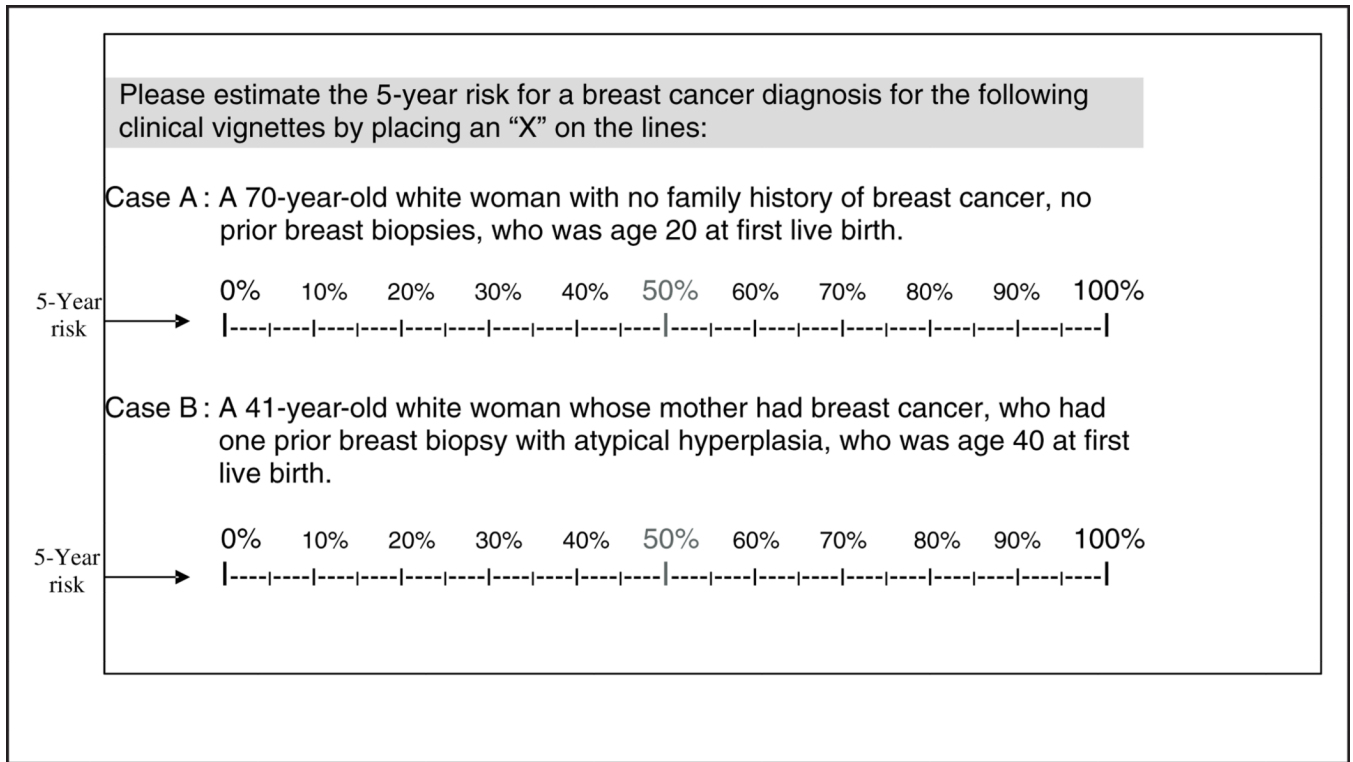 Please estimate the 5-year risk for a breast cancer diagnosis for the following
clinical vignettes by placing an “X” on the lines:
Case A: A 70-year-old white woman with no family history of breast cancer, no
prior breast biopsies, who was age 20 at first live birth.
5-Year
risk
0% 10% 20% 30% 40% 50% 60% 70% 80% 90% 100%
Case B: A 41-year-old white woman whose mother had breast cancer, who had
one prior breast biopsy with atypical hyperplasia, who was age 40 at first
live birth.
5-Year
risk
0% 10% 20% 30% 40% 50% 60% 70% 80% 90% 100%